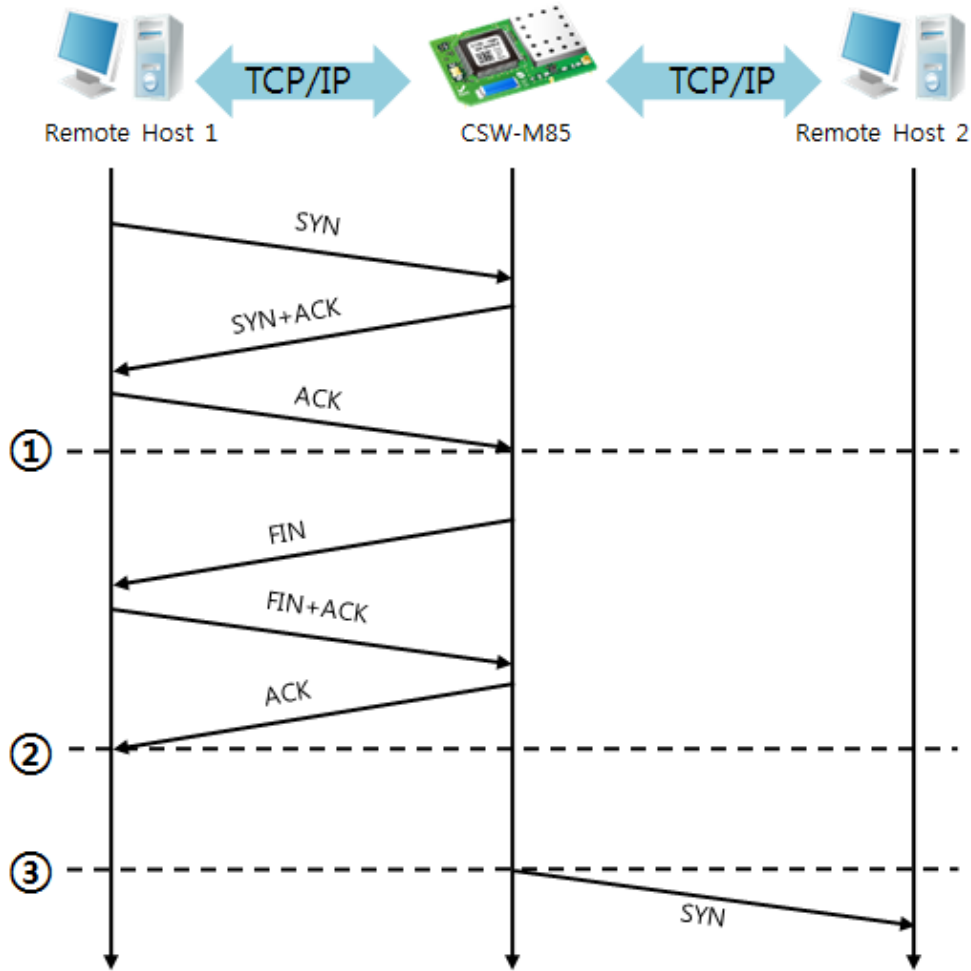 TCP/IP
TCP/IP
Remote Host 1
CSW-M85
Remote Host 2
SYN
SYN+ACK
ACK
①
FIN
FIN+ACK
ACK
②
③
SYN